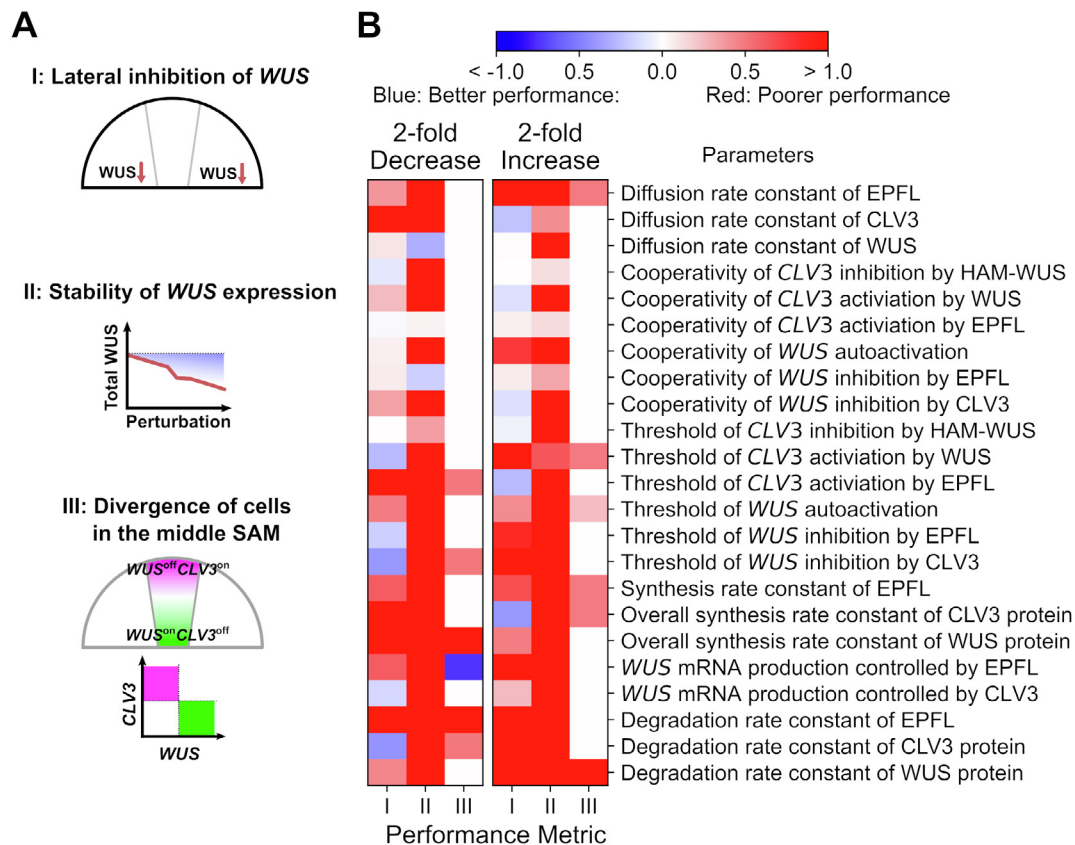 A
I: Lateral inhibition of WUS
WUS
WUS
II: Stability of WUS expression
Total WUS
Perturbation
III: Divergence of cells
in the middle SAM
WUSoffCLV3on
WUSonCLV3off
CLV3
WUS
B
< -1.0 0.5 0.0 0.5 > 1.0
Blue: Better performance: Red: Poorer performance
2-fold
Decrease
2-fold
Increase
Parameters
Diffusion rate constant of EPFL
Diffusion rate constant of CLV3
Diffusion rate constant of WUS
Cooperativity of CLV3 inhibition by HAM-WUS
Cooperativity of CLV3 activiation by WUS
Cooperativity of CLV3 activiation by EPFL
Cooperativity of WUS autoactivation
Cooperativity of WUS inhibition by EPFL
Cooperativity of WUS inhibition by CLV3
Threshold of CLV3 inhibition by HAM-WUS
Threshold of CLV3 activiation by WUS
Threshold of CLV3 activiation by EPFL
Threshold of WUS autoactivation
Threshold of WUS inhibition by EPFL
Threshold of WUS inhibition by CLV3
Synthesis rate constant of EPFL
Overall synthesis rate constant of CLV3 protein
Overall synthesis rate constant of WUS protein
WUS mRNA production controlled by EPFL
WUS mRNA production controlled by CLV3
Degradation rate constant of EPFL
Degradation rate constant of CLV3 protein
Degradation rate constant of WUS protein
I II III I II III
Performance Metric